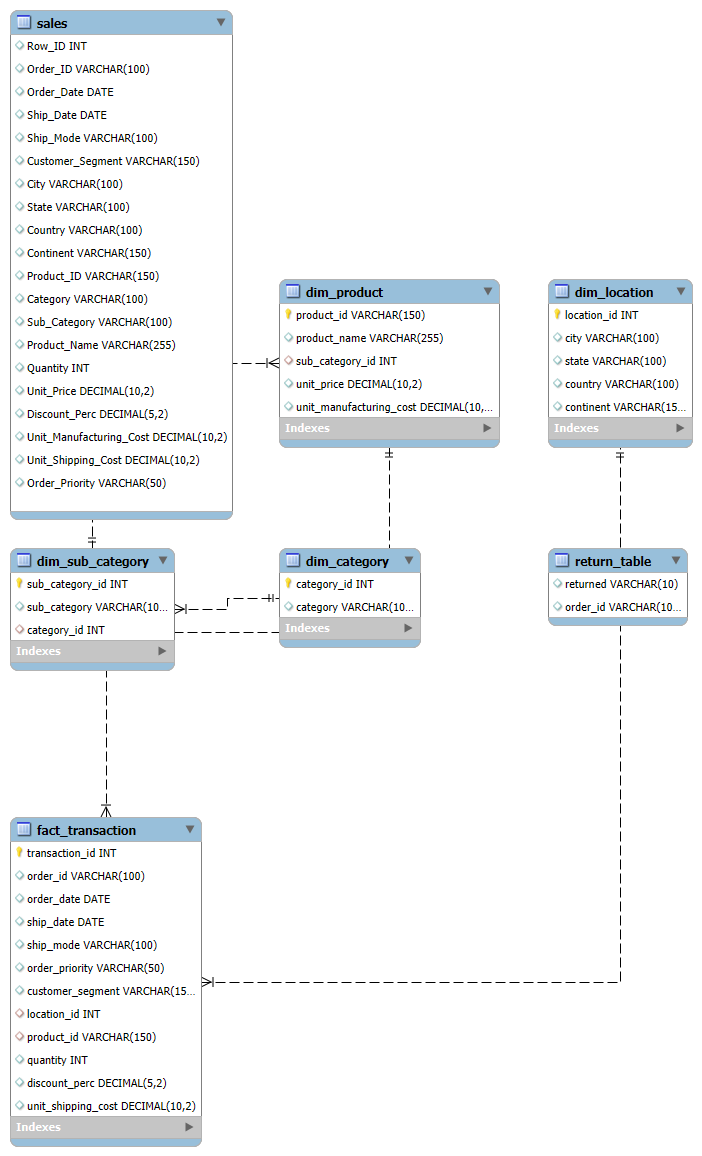 sales
Row_ID INT
Order_ID VARCHAR(100)
Order_Date DATE
Ship_Date DATE
Ship_Mode VARCHAR(100)
Customer_Segment VARCHAR(150)
City VARCHAR(100)
State VARCHAR(100)
Country VARCHAR(100)
Continent VARCHAR(150)
Product_ID VARCHAR(150)
Category VARCHAR(100)
Sub_Category VARCHAR(100)
Product_Name VARCHAR(255)
Quantity INT
Unit_Price DECIMAL(10,2)
Discount_Perc DECIMAL(5,2)
Unit_Manufacturing_Cost DECIMAL(10,2)
Unit_Shipping_Cost DECIMAL(10,2)
Order_Priority VARCHAR(50)
dim_product
product_id VARCHAR(150)
product_name VARCHAR(255)
sub_category_id INT
unit_price DECIMAL(10,2)
unit_manufacturing_cost DECIMAL(10,...
Indexes
dim_location
location_id INT
city VARCHAR(100)
state VARCHAR(100)
country VARCHAR(100)
continent VARCHAR(15...
Indexes
dim_sub_category
sub_category_id INT
sub_category VARCHAR(10...
category_id INT
Indexes
dim_category
category_id INT
category VARCHAR(10...
Indexes
return_table
returned VARCHAR(10)
order_id VARCHAR(10...
fact_transaction
transaction_id INT
order_id VARCHAR(100)
order_date DATE
ship_date DATE
ship_mode VARCHAR(100)
order_priority VARCHAR(50)
customer_segment VARCHAR(15...
location_id INT
product_id VARCHAR(150)
quantity INT
discount_perc DECIMAL(5,2)
unit_shipping_cost DECIMAL(10,2)
Indexes